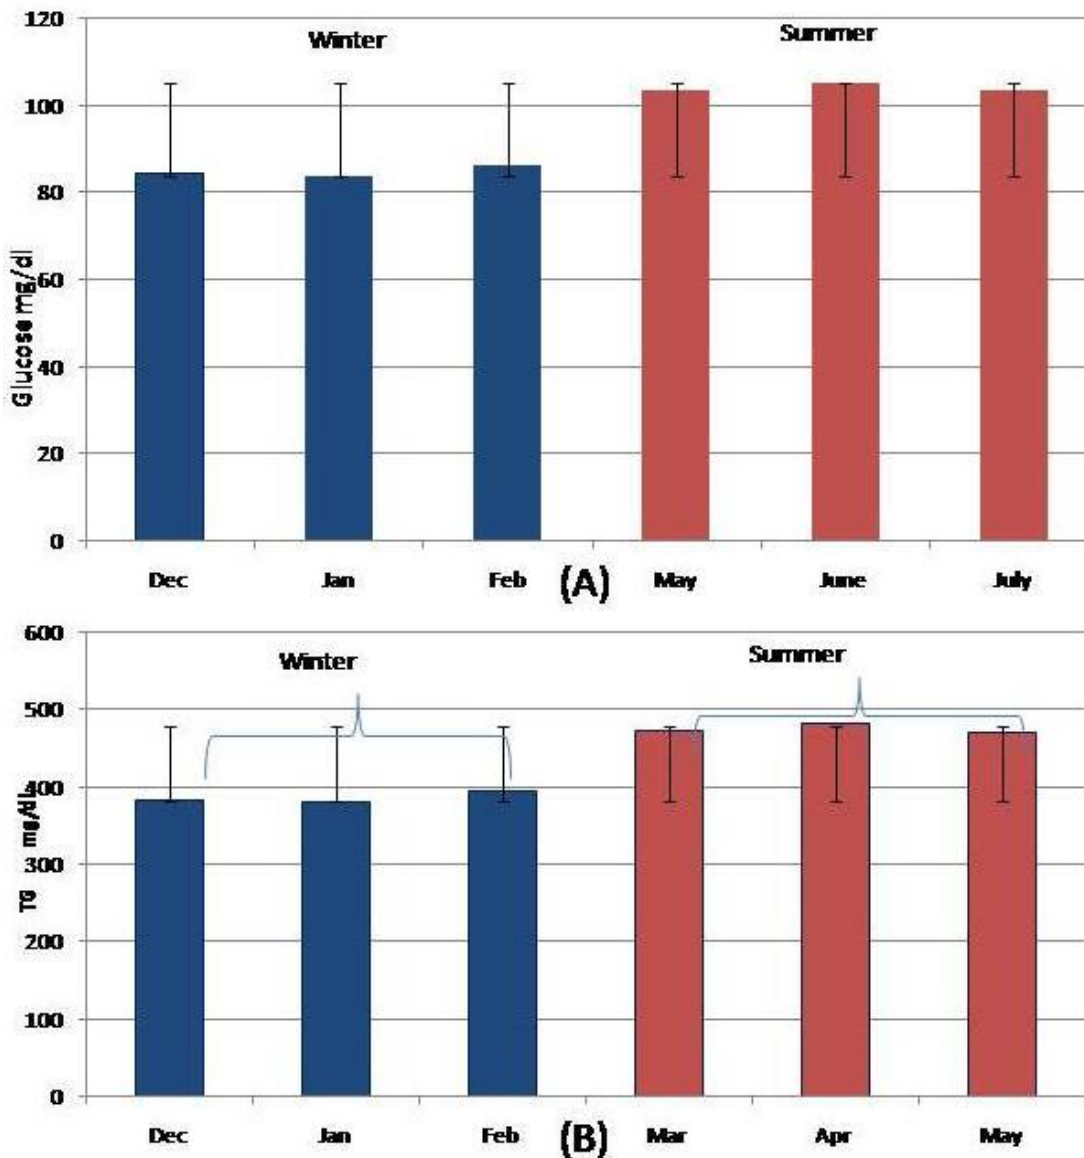 120
Winter
Summer
100
80
60
40
20
0
Glucose mg/dl
Dec Jan Feb May June July
(A)
600
Winter
Summer
500
400
300
200
100
0
TG mg/dl
Dec Jan Feb Mar Apr May
(B)